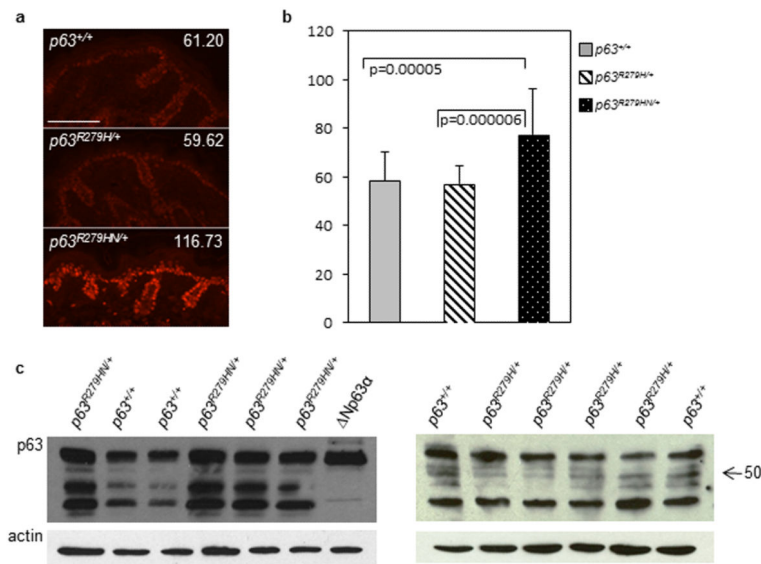 a
p63+/+ 61.20
p63R279H/+ 59.62
p63R279HN/+ 116.73
b
120
100
80
60
40
20
0
p=0.00005
p=0.000006
p63+/+
p63R279H/+
p63R279HN/+
c
p63R279HN/+ p63+/+ p63+/+ p63R279HN/+ p63R279HN/+ p63R279HN/+ ΔNp63α
p63
actin
p63+/+ p63R279H/+ p63R279H/+ p63R279H/+ p63R279H/+ p63+/+
←50